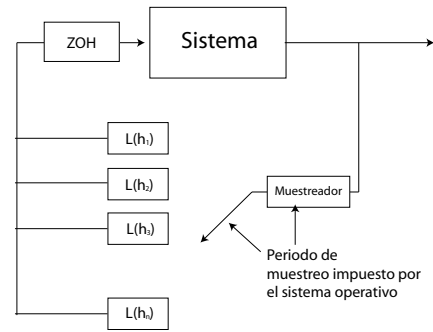 ZOH
Sistema
L(h₁)
L(h₂)
L(h₃)
L(hₙ)
Muestreador
Periodo de
muestreo impuesto por
el sistema operativo